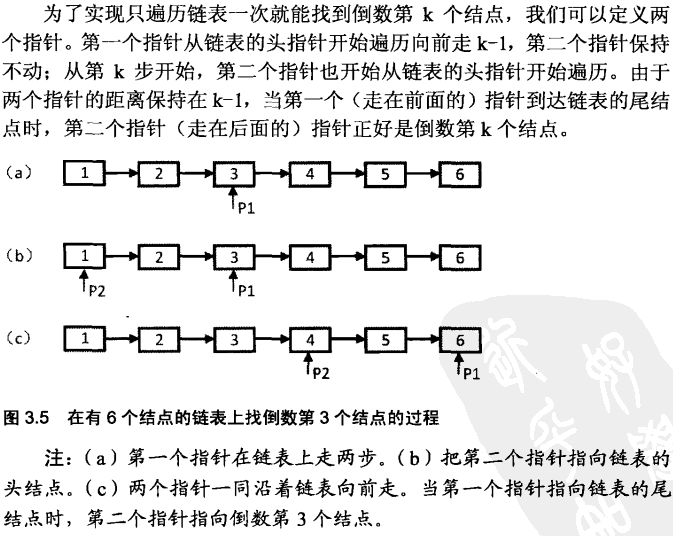 为了实现只遍历链表一次就能找到倒数第 k 个结点，我们可以定义两
个指针。第一个指针从链表的头指针开始遍历向前走k-1，第二个指针保持
不动；从第 k 步开始，第二个指针也开始从链表的头指针开始遍历。由于
两个指针的距离保持在k-1，当第一个（走在前面的）指针到达链表的尾结
点时，第二个指针（走在后面的）指针正好是倒数第k个结点。
（a） 1 2 3 4 5 6
P1
（b） 1 2 3 4 5 6
P2 P1
（c） 1 2 3 4 5 6
P2 P1
图 3.5 在有 6 个结点的链表上找倒数第 3 个结点的过程
注：（a）第一个指针在链表上走两步。（b）把第二个指针指向链表的
头结点。（c）两个指针一同沿着链表向前走。当第一个指针指向链表的尾
结点时，第二个指针指向倒数第 3 个结点。